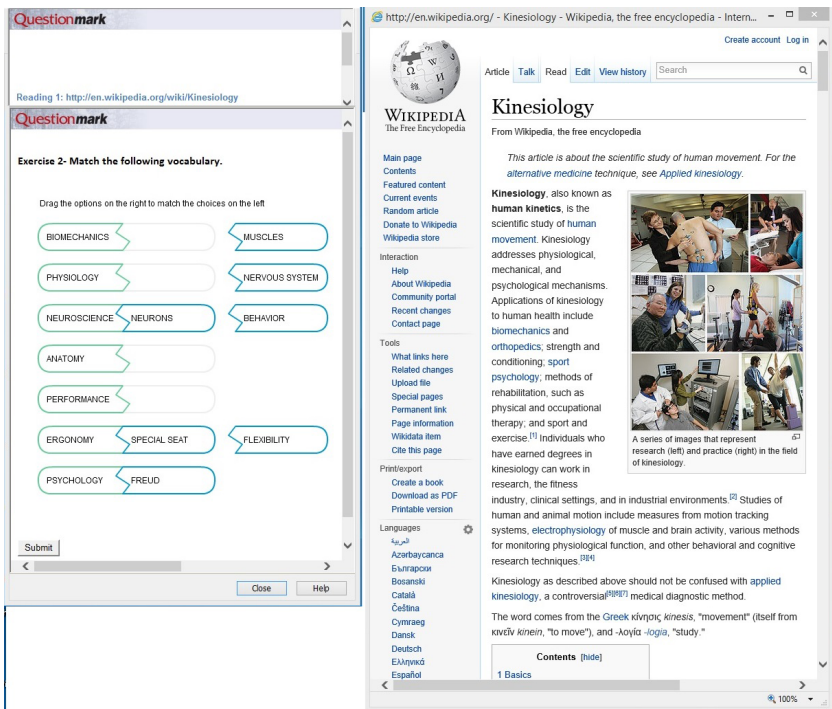 Questionmark
Reading 1: http://en.wikipedia.org/wiki/Kinesiology
Questionmark
Exercise 2- Match the following vocabulary.
Drag the options on the right to match the choices on the left
BIOMECHANICS MUSCLES
PHYSIOLOGY NERVOUS SYSTEM
NEUROSCIENCE NEURONS BEHAVIOR
ANATOMY
PERFORMANCE
ERGONOMY SPECIAL SEAT FLEXIBILITY
PSYCHOLOGY FREUD
Submit
Close Help
http://en.wikipedia.org/ - Kinesiology - Wikipedia, the free encyclopedia - Intern...
Create account Log in
Article Talk Read Edit View history Search
WIKIPEDIA
The Free Encyclopedia
Main page
Contents
Featured content
Current events
Random article
Donate to Wikipedia
Wikipedia store
Interaction
Help
About Wikipedia
Community portal
Recent changes
Contact page
Tools
What links here
Related changes
Upload file
Special pages
Permanent link
Page information
Wikidata item
Cite this page
Print/export
Create a book
Download as PDF
Printable version
Languages
العربية
Azərbaycanca
Български
Bosanski
Català
Čeština
Cymraeg
Dansk
Deutsch
Ελληνικά
Español
Kinesiology
From Wikipedia, the free encyclopedia
This article is about the scientific study of human movement. For the
alternative medicine technique, see Applied kinesiology.
Kinesiology, also known as
human kinetics, is the
scientific study of human
movement. Kinesiology
addresses physiological,
mechanical, and
psychological mechanisms.
Applications of kinesiology
to human health include
biomechanics and
orthopedics; strength and
conditioning; sport
psychology; methods of
rehabilitation, such as
physical and occupational
therapy; and sport and
exercise.[1] Individuals who
have earned degrees in
kinesiology can work in
research, the fitness
industry, clinical settings, and in industrial environments.[2] Studies of
human and animal motion include measures from motion tracking
systems, electrophysiology of muscle and brain activity, various methods
for monitoring physiological function, and other behavioral and cognitive
research techniques.[3][4]
A series of images that represent
research (left) and practice (right) in the field
of kinesiology.
Kinesiology as described above should not be confused with applied
kinesiology, a controversial[5][6][7] medical diagnostic method.
The word comes from the Greek κίνησις kinesis, "movement" (itself from
κινεῖν kinein, "to move"), and -λογία -logia, "study."
Contents [hide]
1 Basics
100%